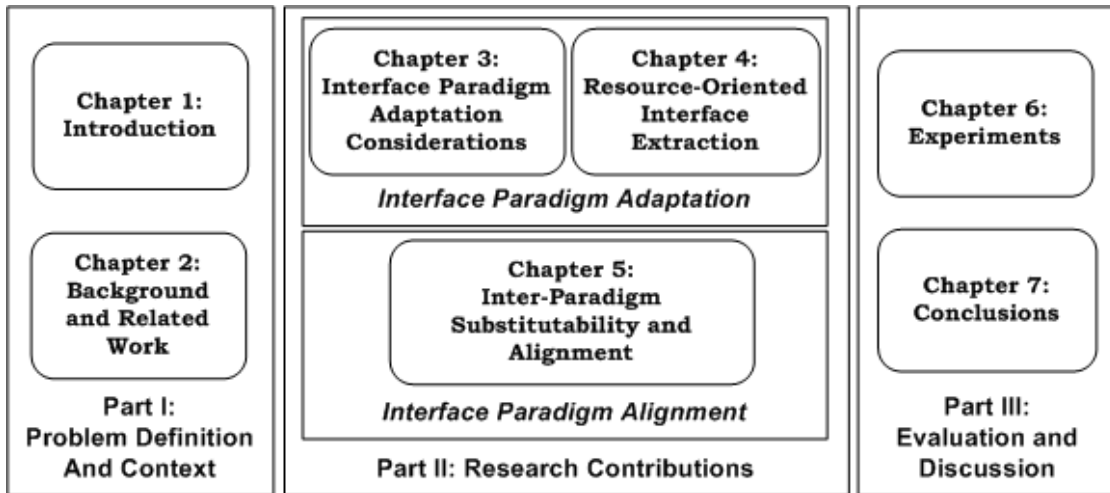 Chapter 1:
Introduction
Chapter 2:
Background
and Related
Work
Part I:
Problem Definition
And Context
Chapter 3:
Interface Paradigm
Adaptation
Considerations
Chapter 4:
Resource-Oriented
Interface
Extraction
Interface Paradigm Adaptation
Chapter 5:
Inter-Paradigm
Substitutability and
Alignment
Interface Paradigm Alignment
Part II: Research Contributions
Chapter 6:
Experiments
Chapter 7:
Conclusions
Part III:
Evaluation and
Discussion